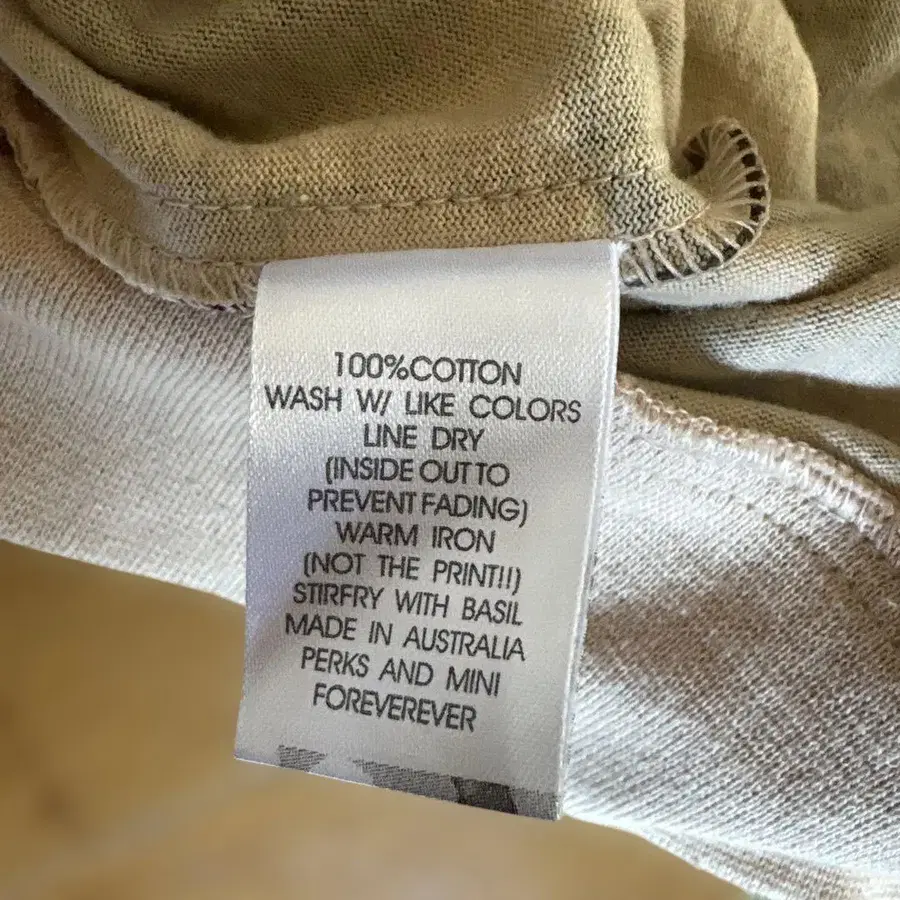 100%COTTON
WASH W/ LIKE COLORS
LINE DRY
(INSIDE OUT TO
PREVENT FADING)
WARM IRON
(NOT THE PRINT!!)
STIRFRY WITH BASIL
MADE IN AUSTRALIA
PERKS AND MINI
FOREVEREVER